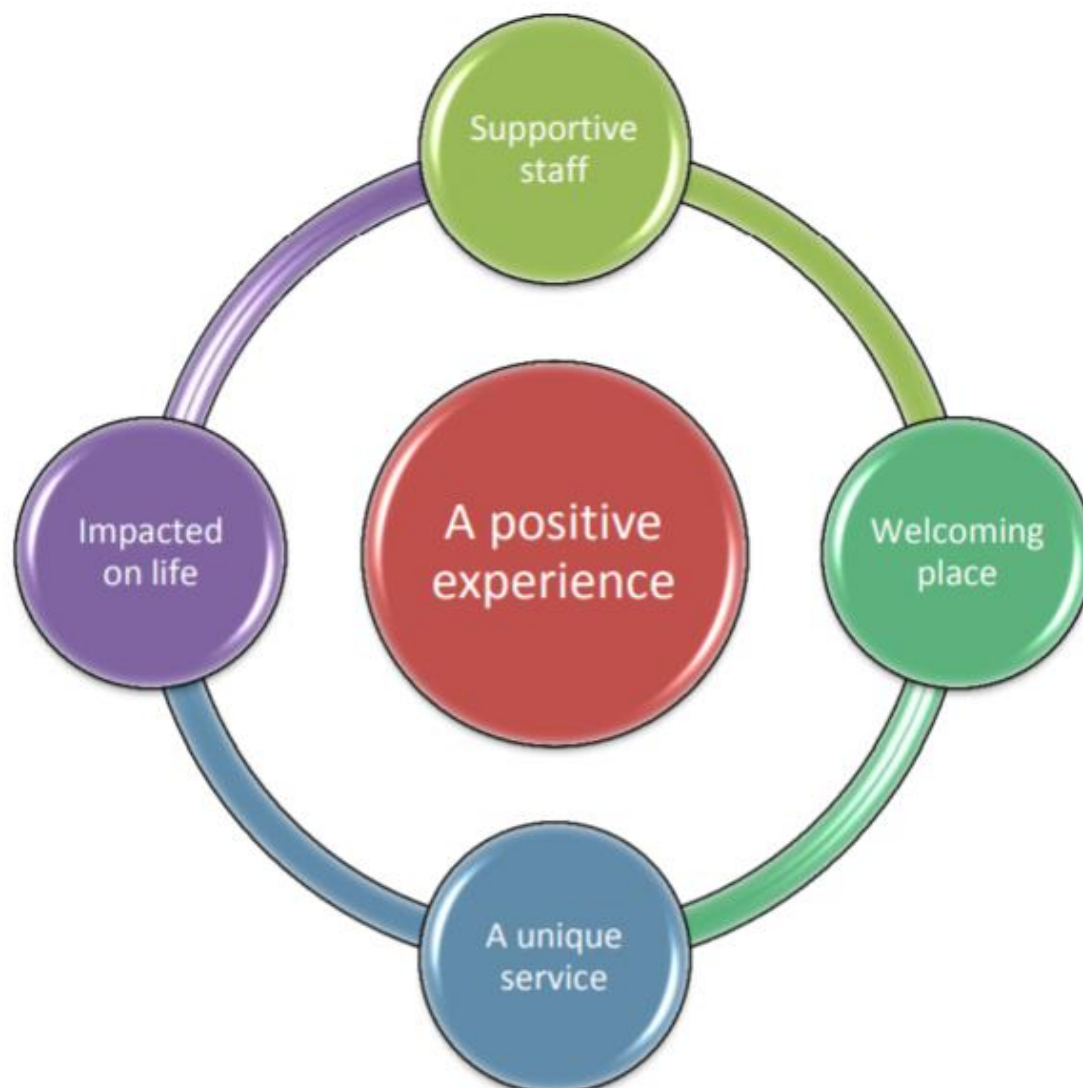 Supportive
staff
Impacted
on life
A positive
experience
Welcoming
place
A unique
service